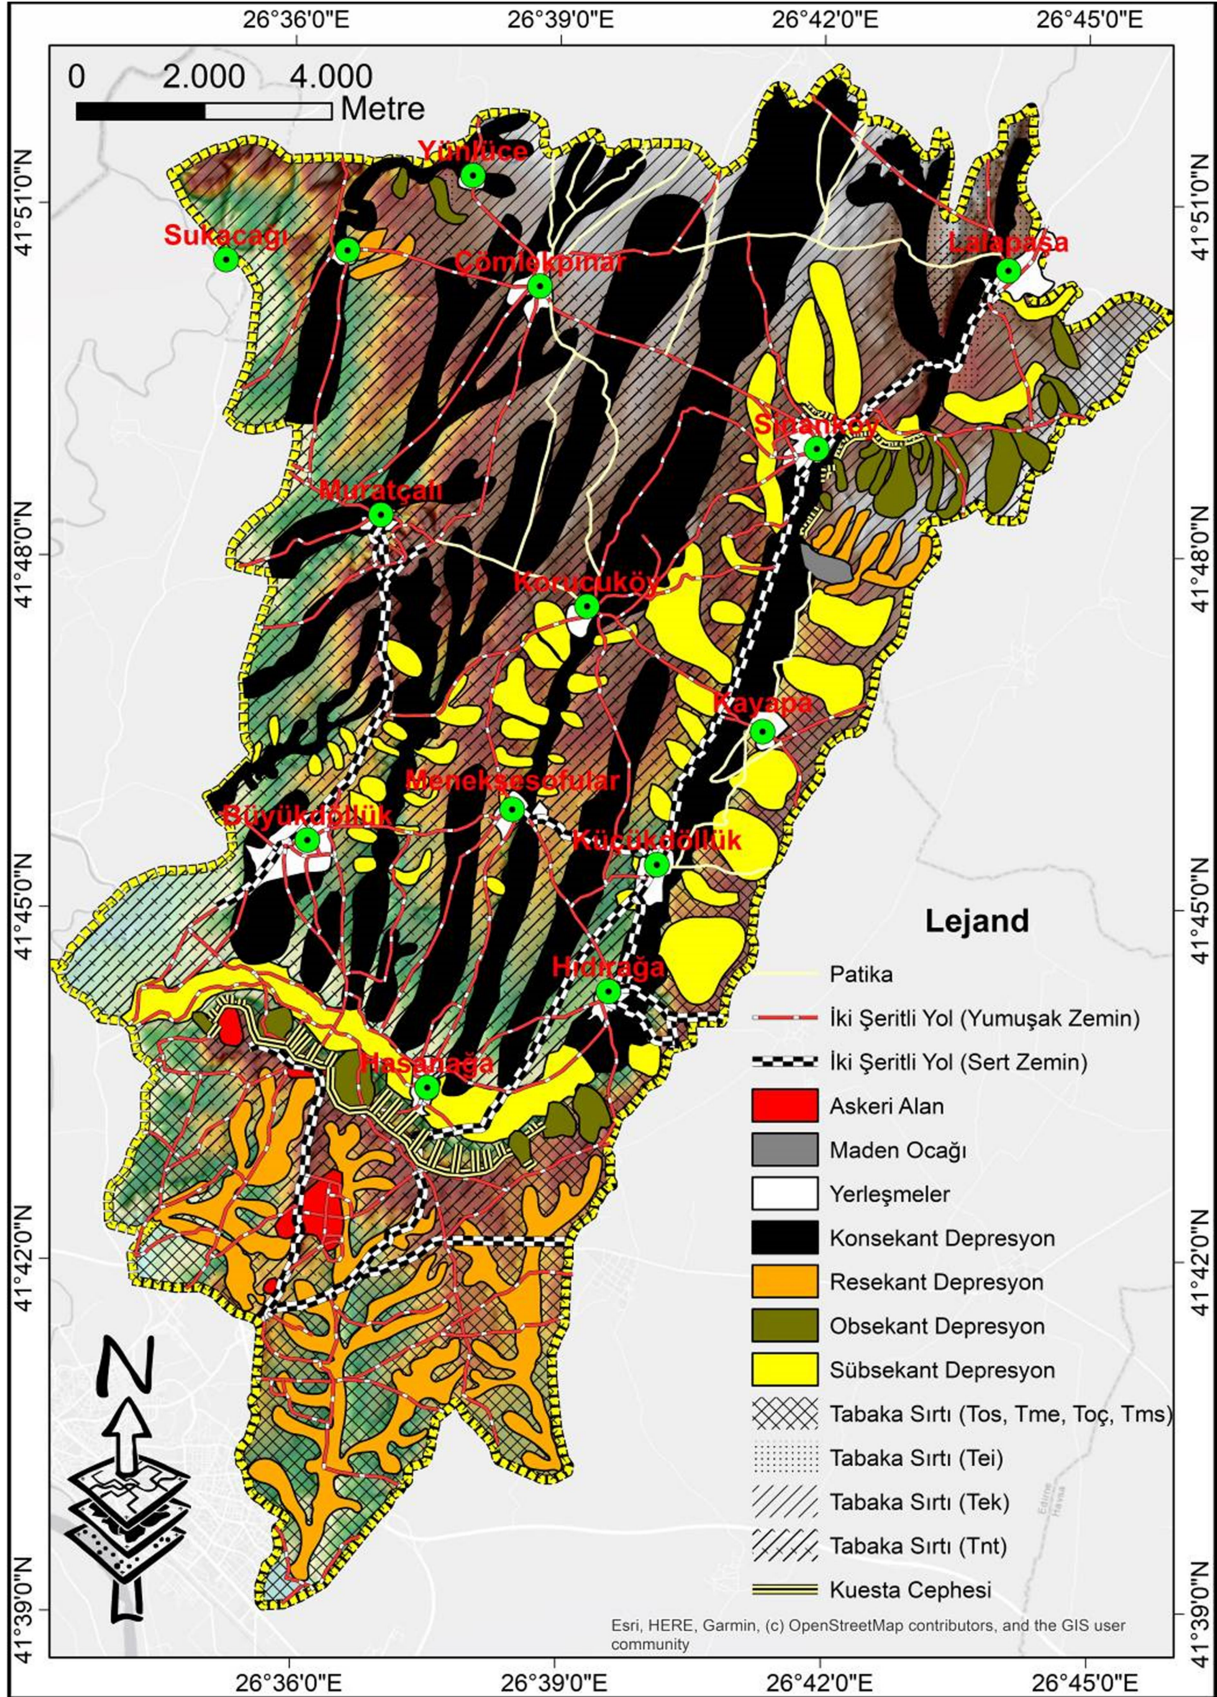 26°36'0"E 26°39'0"E 26°42'0"E 26°45'0"E
0 2.000 4.000
Metre
Yünlüce
41°51'0"N
41°51'0"N
Sukacağı
Lalapaşa
Çömlekpınar
Sinanköy
Muratçalı
41°48'0"N
41°48'0"N
Korucuköy
Kayapa
Menekşesofular
Büyükdöllük
Küçükdöllük
41°45'0"N
41°45'0"N
Hıdırağa
Hasanağa
41°42'0"N
41°42'0"N
Lejand
Patika
İki Şeritli Yol (Yumuşak Zemin)
İki Şeritli Yol (Sert Zemin)
Askeri Alan
Maden Ocağı
Yerleşmeler
Konsekant Depresyon
Resekant Depresyon
Obsekant Depresyon
Sübsekant Depresyon
Tabaka Sırtı (Tos, Tme, Toç, Tms)
Tabaka Sırtı (Tei)
Tabaka Sırtı (Tek)
Tabaka Sırtı (Tnt)
Kuesta Cephesi
N
Edirne
Havsa
41°39'0"N
41°39'0"N
Esri, HERE, Garmin, (c) OpenStreetMap contributors, and the GIS user
community
26°36'0"E 26°39'0"E 26°42'0"E 26°45'0"E